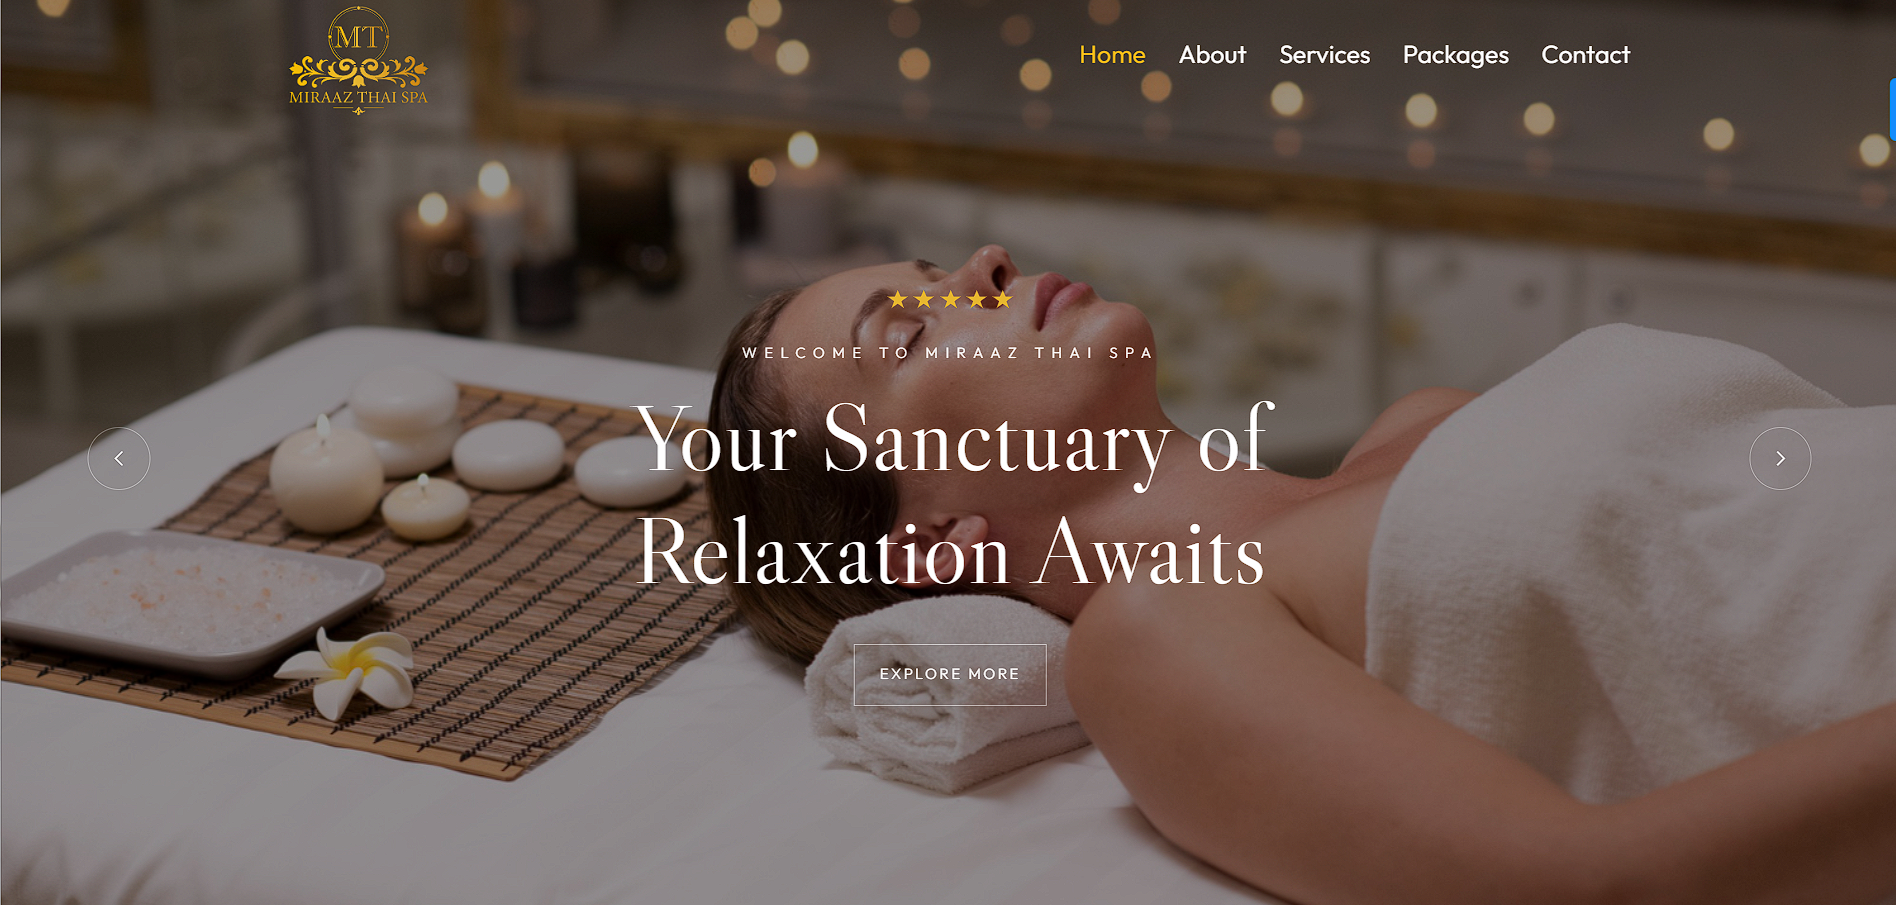 MT
MIRAAZ THAI SPA
Home About Services Packages Contact
WELCOME TO MIRAAZ THAI SPA
Your Sanctuary of
Relaxation Awaits
EXPLORE MORE